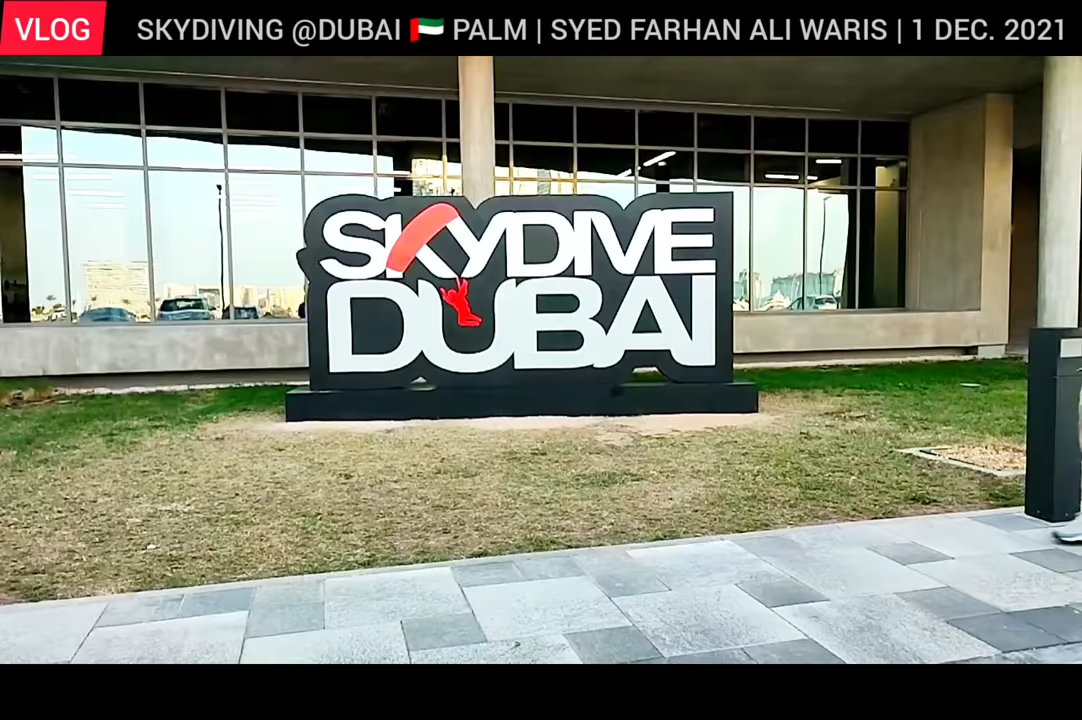 VLOG
SKYDIVING @DUBAI 🇦🇪 PALM | SYED FARHAN ALI WARIS | 1 DEC. 2021
SKYDIVE
DUBAI